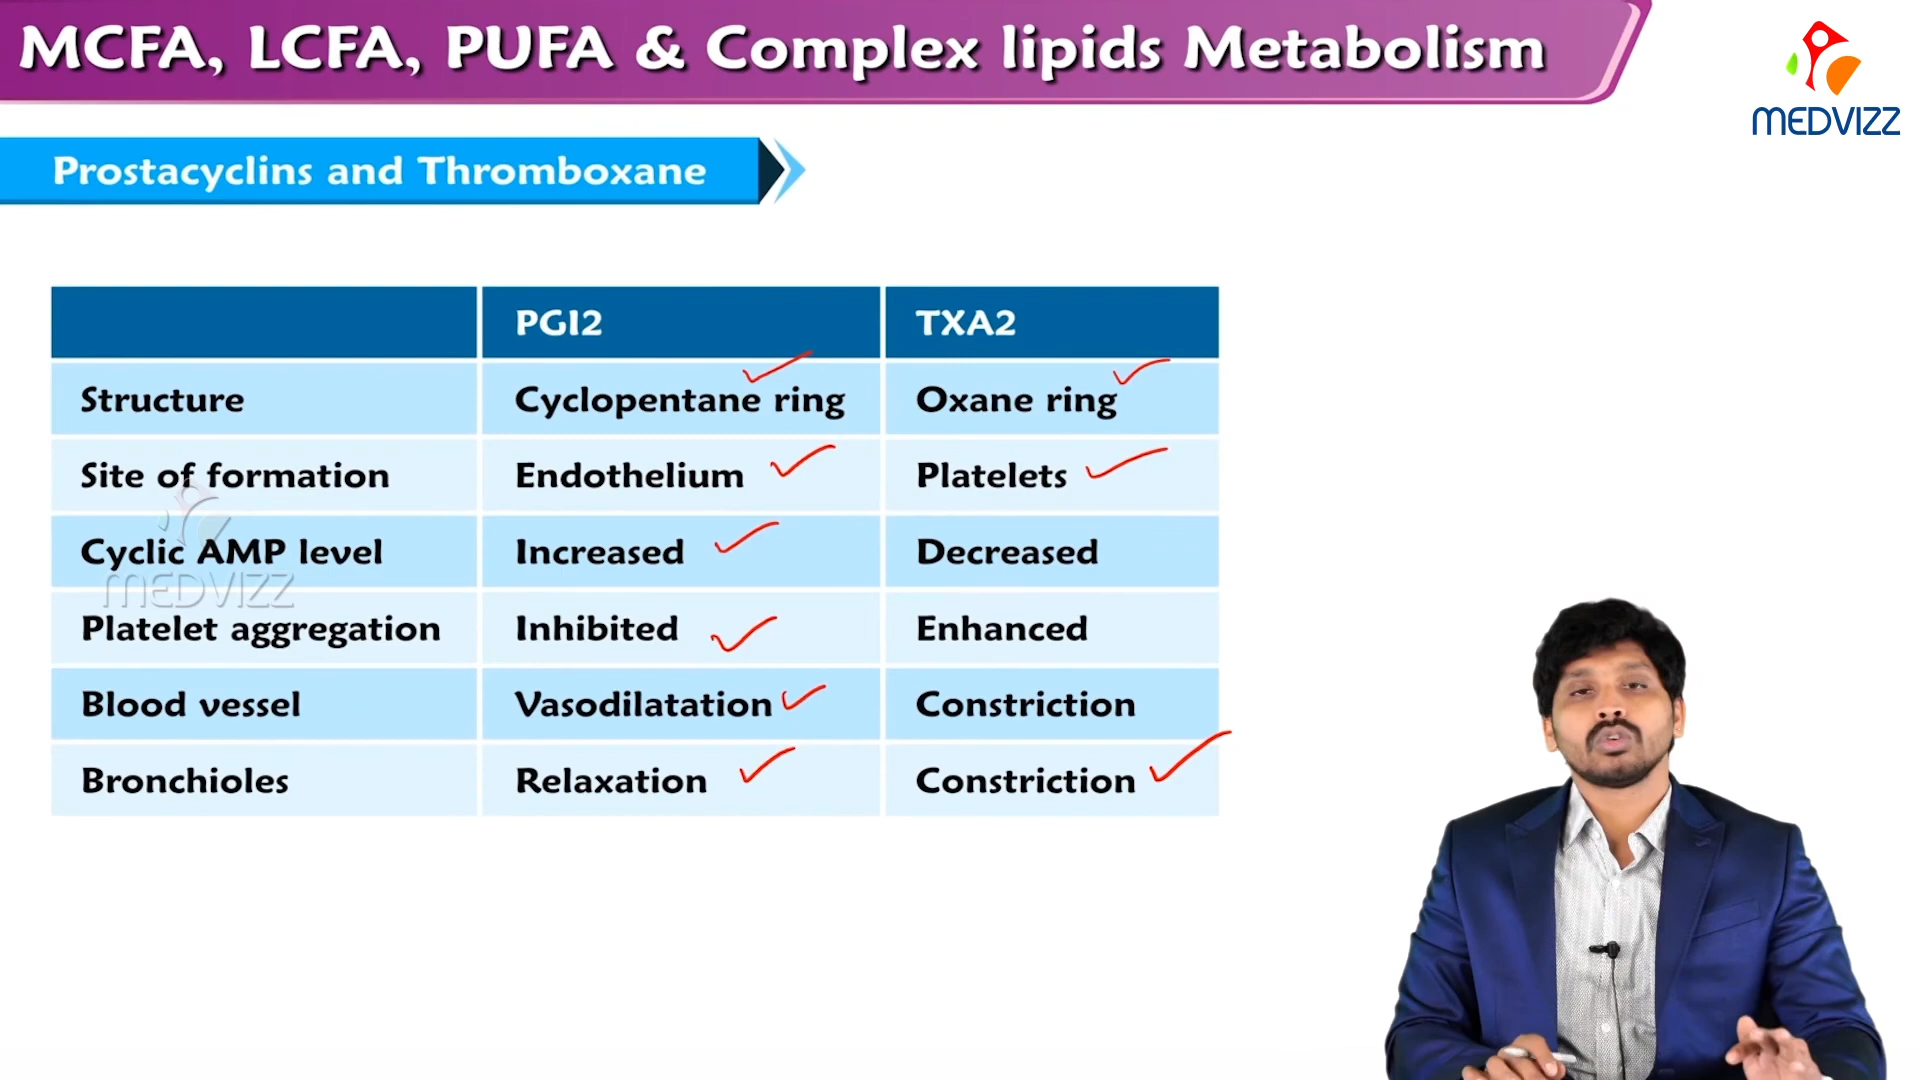 MCFA, LCFA, PUFA & Complex lipids Metabolism
MEDVIZZ
Prostacyclins and Thromboxane
PGI2 TXA2
Structure Cyclopentane ring Oxane ring
Site of formation Endothelium Platelets
Cyclic AMP level Increased Decreased
MEDVIZZ
Platelet aggregation Inhibited Enhanced
Blood vessel Vasodilatation Constriction
Bronchioles Relaxation Constriction